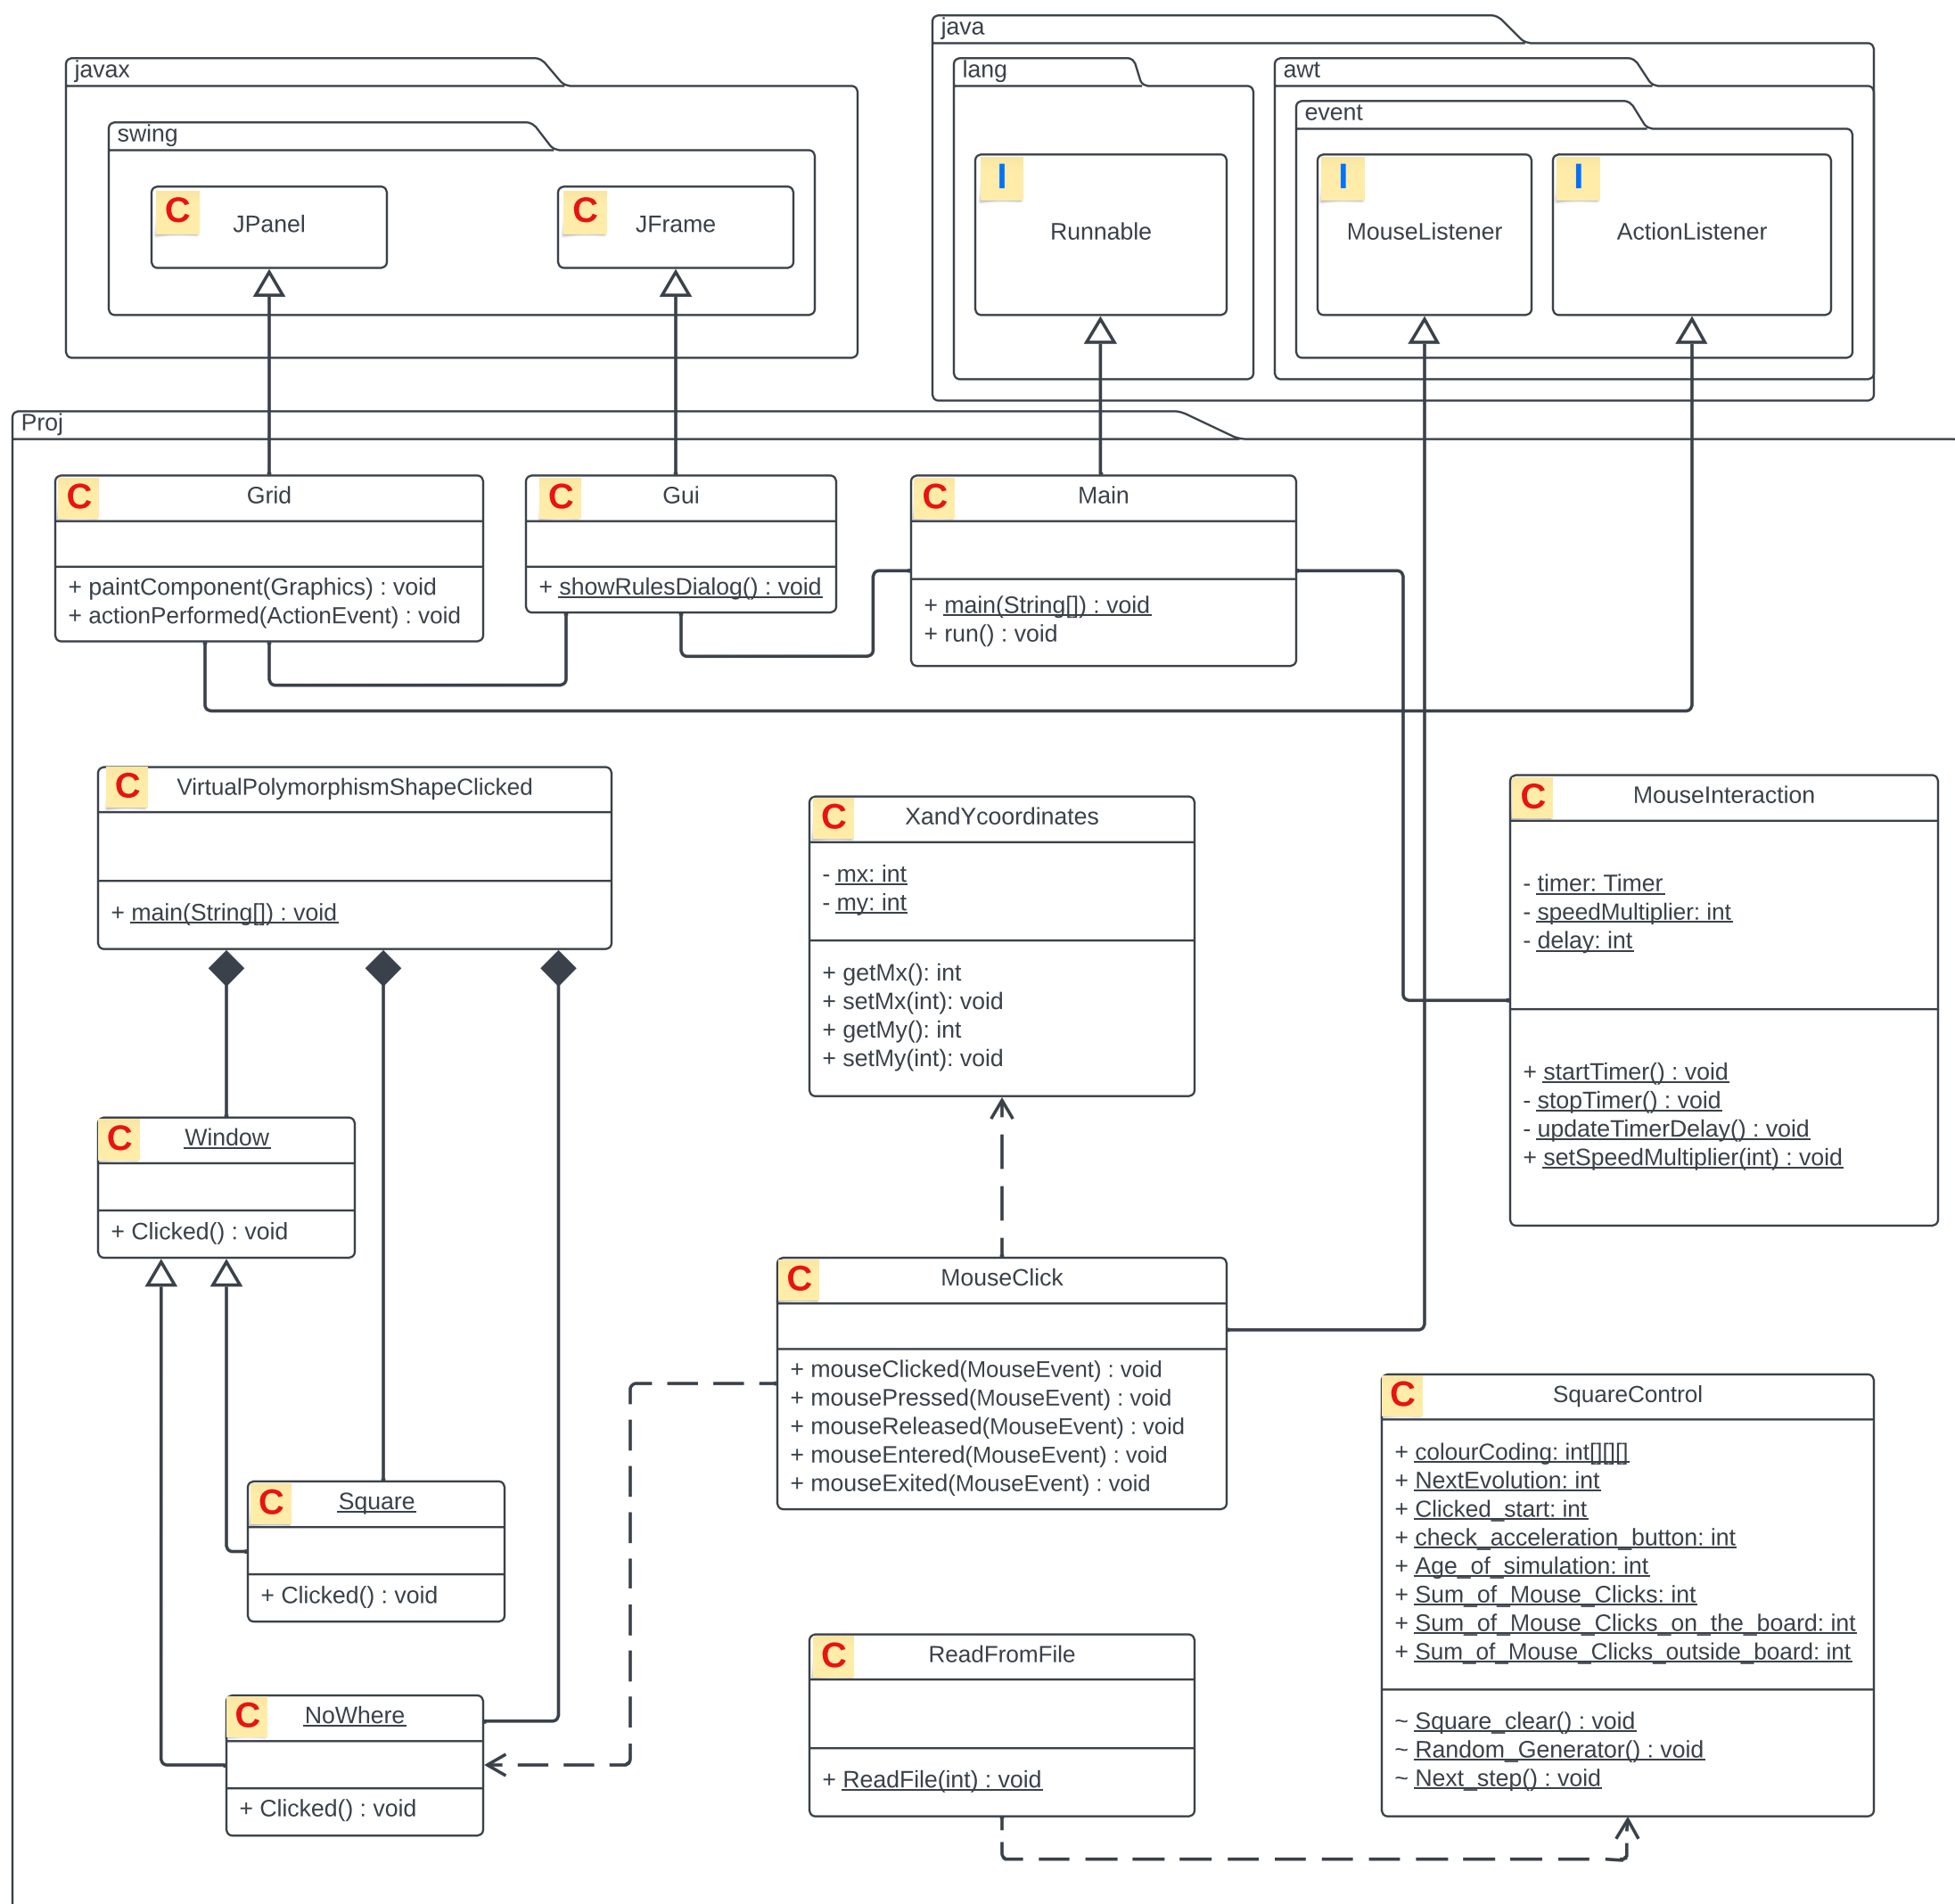 java
javax
lang
awt
event
swing
I
I
I
C
JPanel
C
JFrame
Runnable
MouseListener
ActionListener
Proj
C
Grid
+ paintComponent(Graphics) : void
+ actionPerformed(ActionEvent) : void
C
Gui
+ showRulesDialog() : void
C
Main
+ main(String[]) : void
+ run() : void
C
VirtualPolymorphismShapeClicked
+ main(String[]) : void
C
XandYcoordinates
- mx: int
- my: int
+ getMx(): int
+ setMx(int): void
+ getMy(): int
+ setMy(int): void
C
MouseInteraction
- timer: Timer
- speedMultiplier: int
- delay: int
+ startTimer() : void
- stopTimer() : void
- updateTimerDelay() : void
+ setSpeedMultiplier(int) : void
C
Window
+ Clicked() : void
C
MouseClick
+ mouseClicked(MouseEvent) : void
+ mousePressed(MouseEvent) : void
+ mouseReleased(MouseEvent) : void
+ mouseEntered(MouseEvent) : void
+ mouseExited(MouseEvent) : void
C
SquareControl
+ colourCoding: int[][][]
+ NextEvolution: int
+ Clicked_start: int
+ check_acceleration_button: int
+ Age_of_simulation: int
+ Sum_of_Mouse_Clicks: int
+ Sum_of_Mouse_Clicks_on_the_board: int
+ Sum_of_Mouse_Clicks_outside_board: int
~ Square_clear() : void
~ Random_Generator() : void
~ Next_step() : void
C
Square
+ Clicked() : void
C
ReadFromFile
+ ReadFile(int) : void
C
NoWhere
+ Clicked() : void